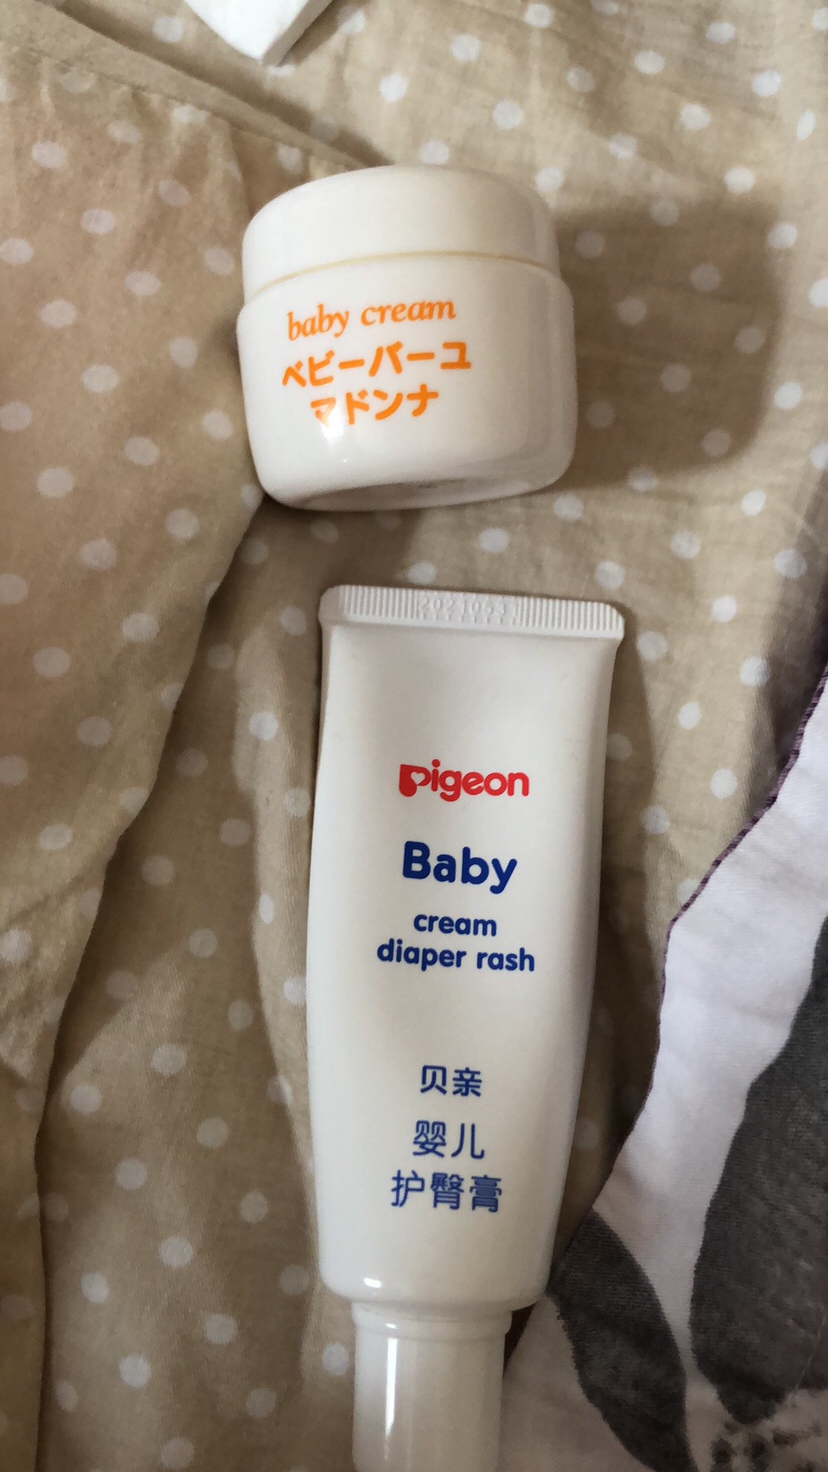 baby cream
ベビーバーユ
マドンナ
pigeon
Baby
cream
diaper rash
贝亲
婴儿
护臀膏